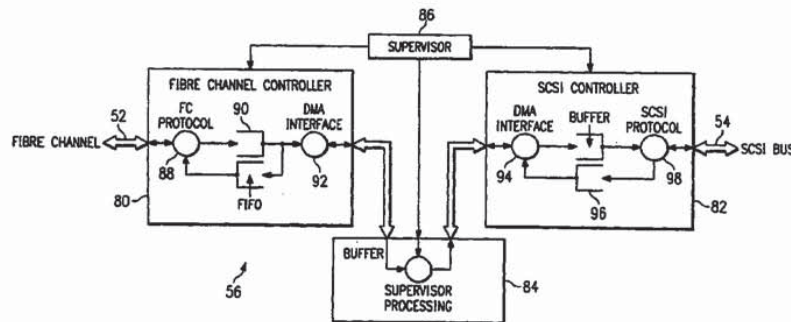 86
SUPERVISOR
FIBRE CHANNEL CONTROLLER
SCSI CONTROLLER
52
FC
PROTOCOL
90
DMA
INTERFACE
DMA
INTERFACE
BUFFER
SCSI
PROTOCOL
54
FIBRE CHANNEL
SCSI BUS
88
92
94
98
80
FIFO
96
82
BUFFER
56
SUPERVISOR
PROCESSING
84